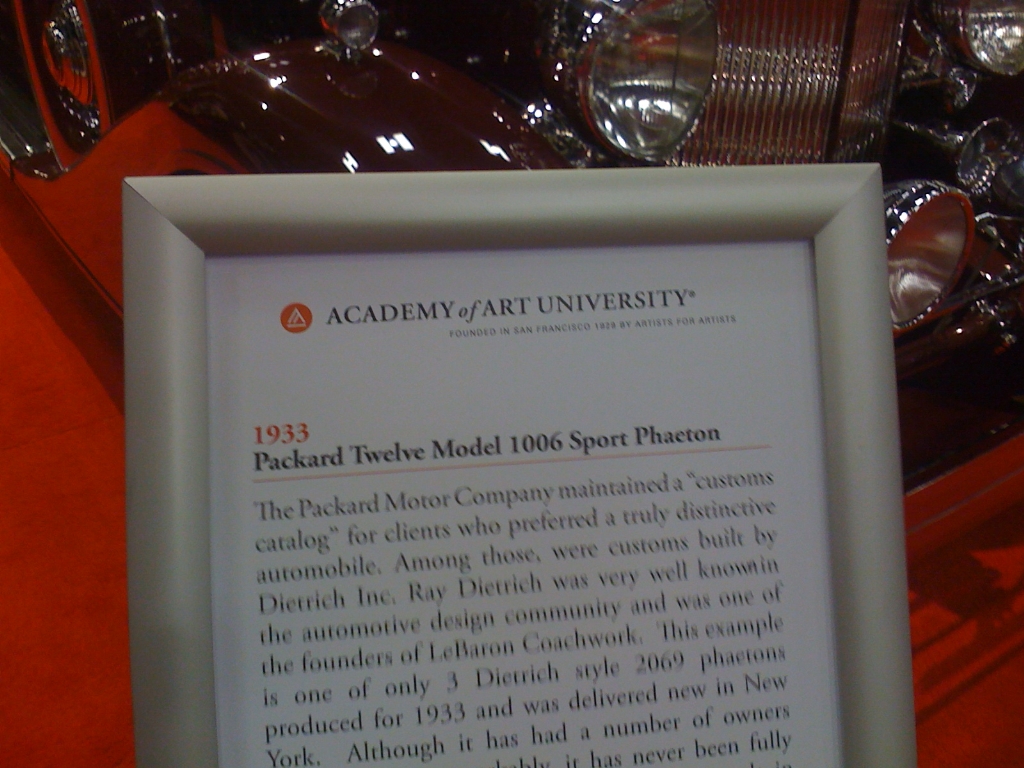 ACADEMY of ART UNIVERSITY®
FOUNDED IN SAN FRANCISCO 1929 BY ARTISTS FOR ARTISTS
1933
Packard Twelve Model 1006 Sport Phaeton
The Packard Motor Company maintained a "customs
catalog" for clients who preferred a truly distinctive
automobile. Among those, were customs built by
Dietrich Inc. Ray Dietrich was very well knownin
the automotive design community and was one of
the founders of LeBaron Coachwork. This example
is one of only 3 Dietrich style 2069 phaetons
produced for 1933 and was delivered new in New
York. Although it has had a number of owners
it has never been fully